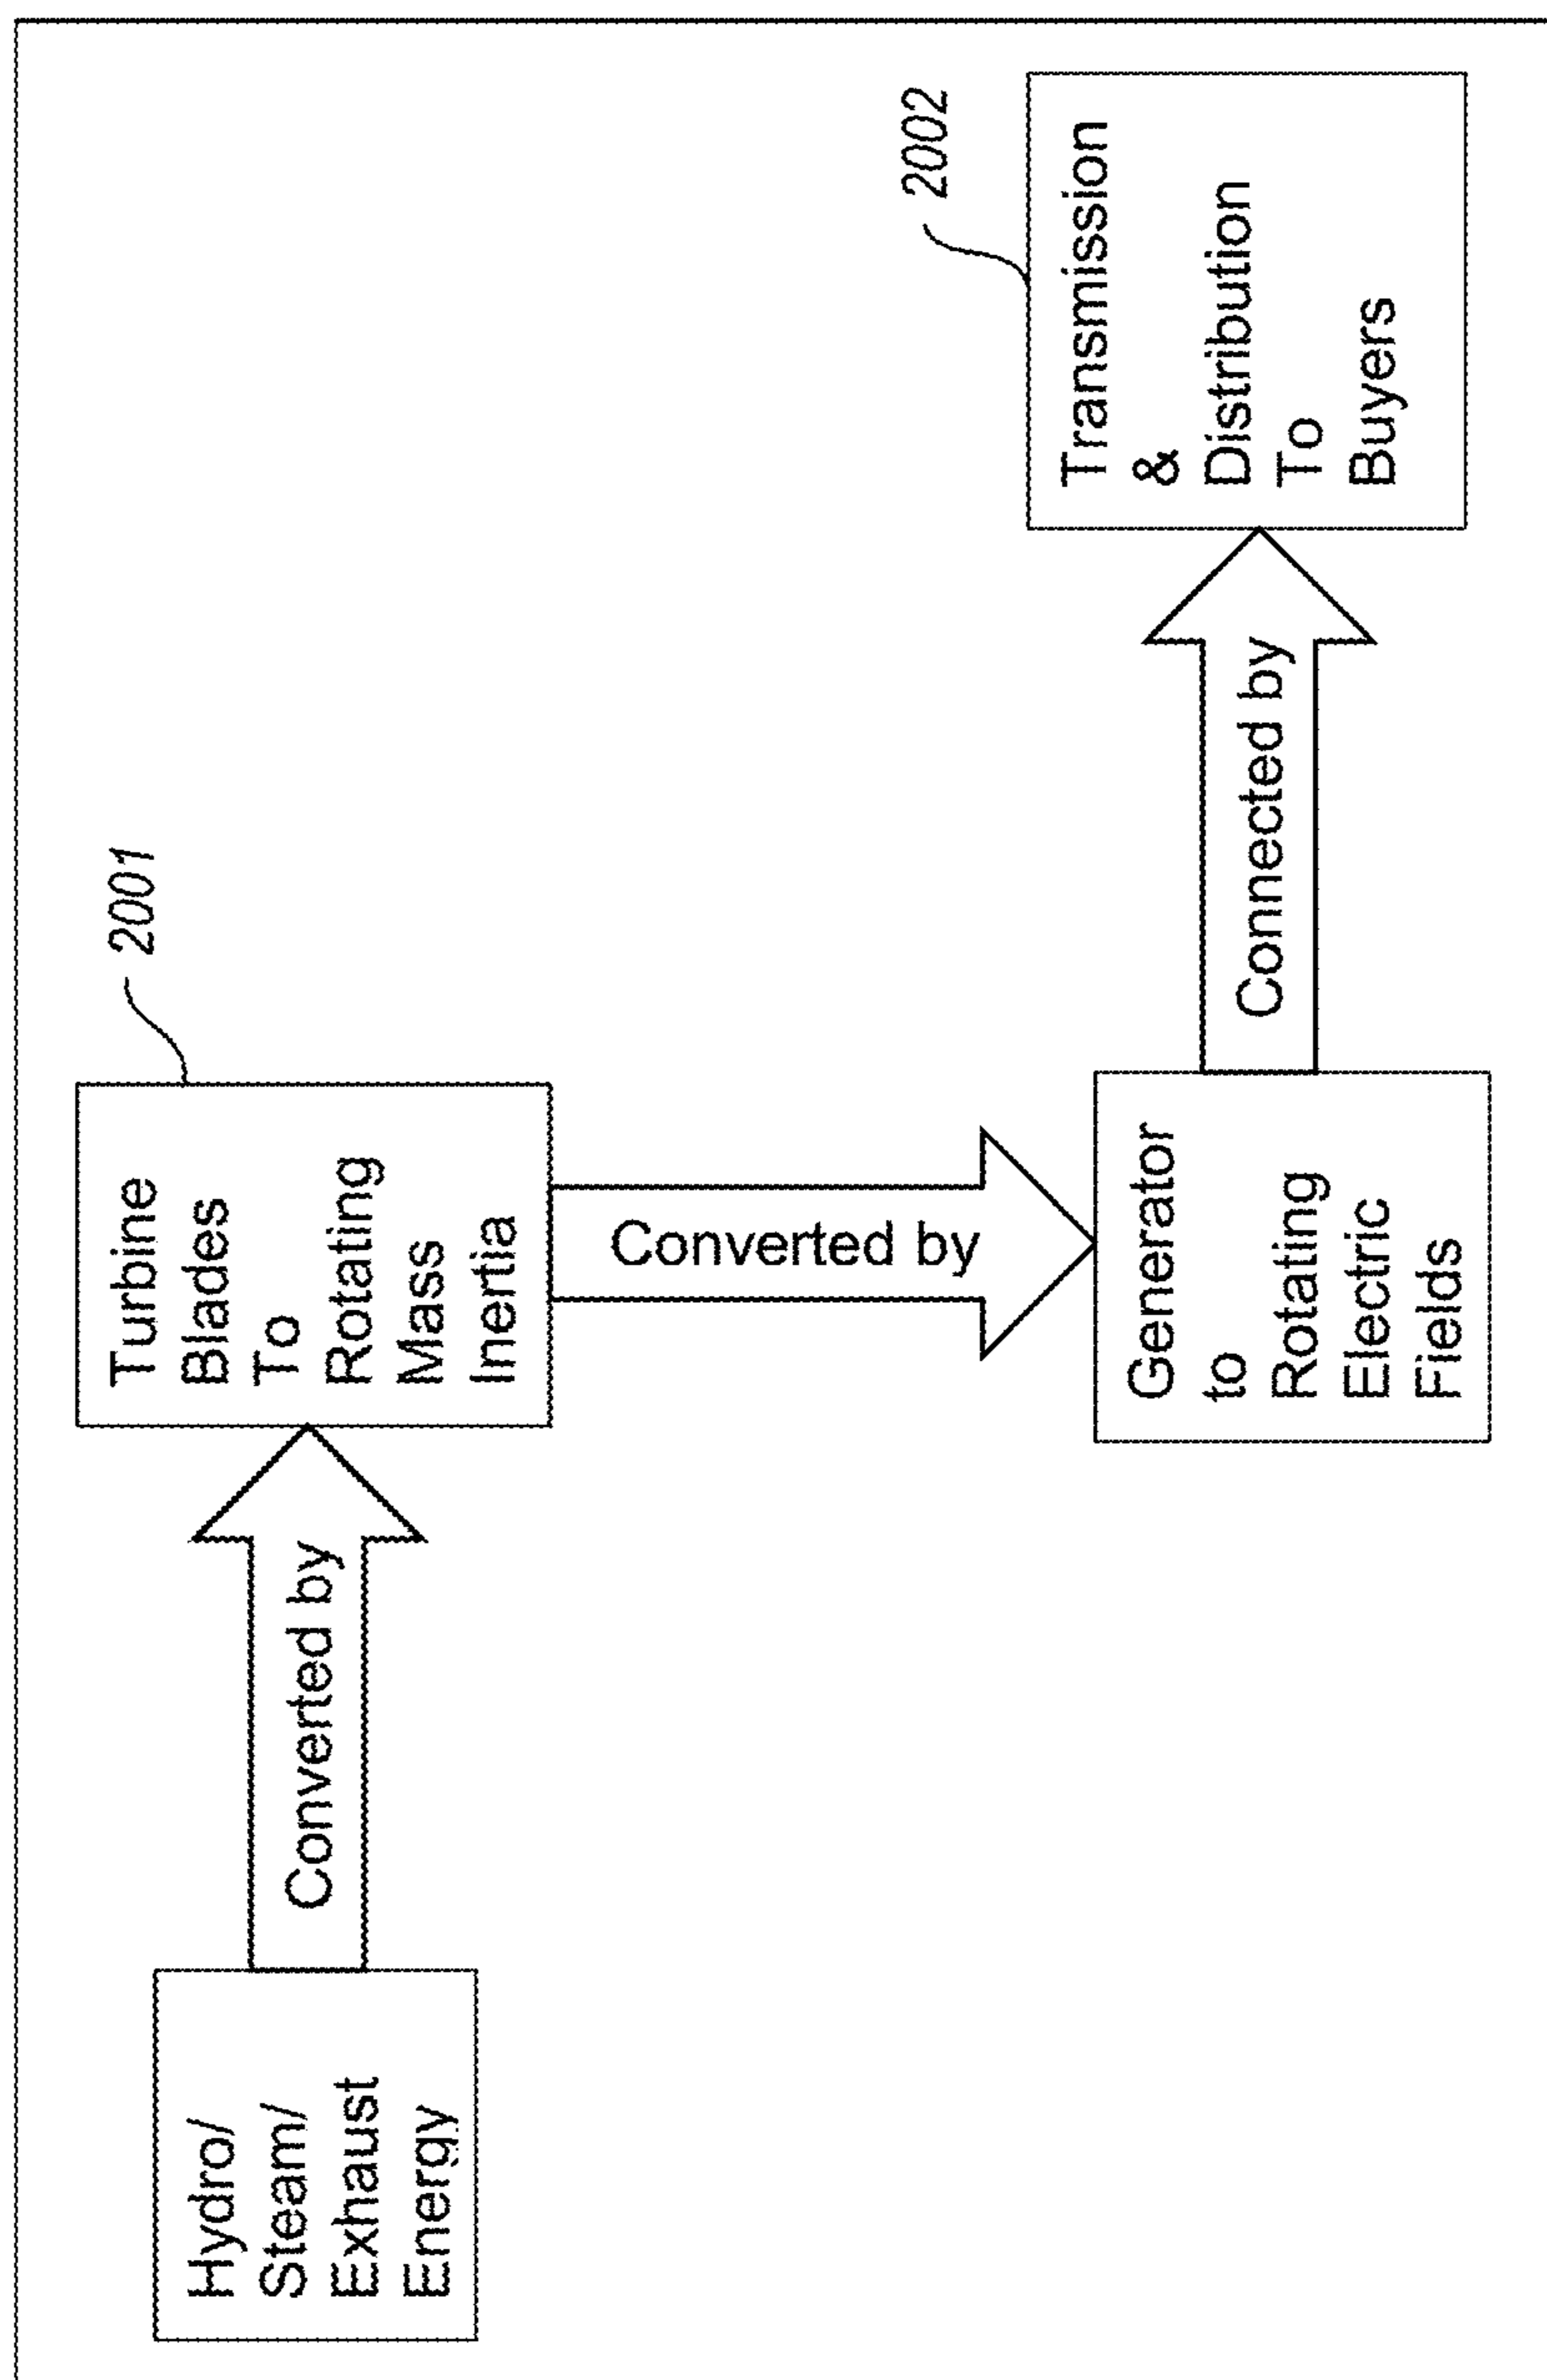 Hydro/
Steam/
Exhaust
Energy
Converted by
2001
Turbine
Blades
To
Rotating
Mass
Inertia
Converted by
Generator
to
Rotating
Electric
Fields
Connected by
2002
Transmission
&
Distribution
To
Buyers